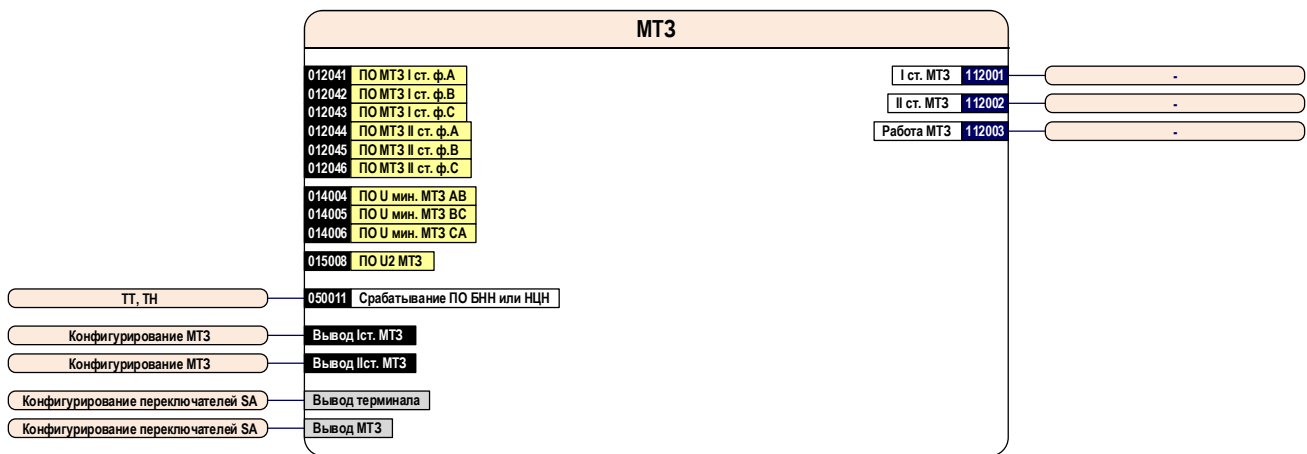 МТЗ
012041 ПО МТЗ I ст. ф.А
012042 ПО МТЗ I ст. ф.В
012043 ПО МТЗ I ст. ф.С
012044 ПО МТЗ II ст. ф.А
012045 ПО МТЗ II ст. ф.В
012046 ПО МТЗ II ст. ф.С
014004 ПО U мин. МТЗ АВ
014005 ПО U мин. МТЗ ВС
014006 ПО U мин. МТЗ СА
015008 ПО U2 МТЗ
ТТ, ТН 050011 Срабатывание ПО БНН или НЦН
Конфигурирование МТЗ Вывод Iст. МТЗ
Конфигурирование МТЗ Вывод IIст. МТЗ
Конфигурирование переключателей SA Вывод терминала
Конфигурирование переключателей SA Вывод МТЗ
I ст. МТЗ 112001 -
II ст. МТЗ 112002 -
Работа МТЗ 112003 -